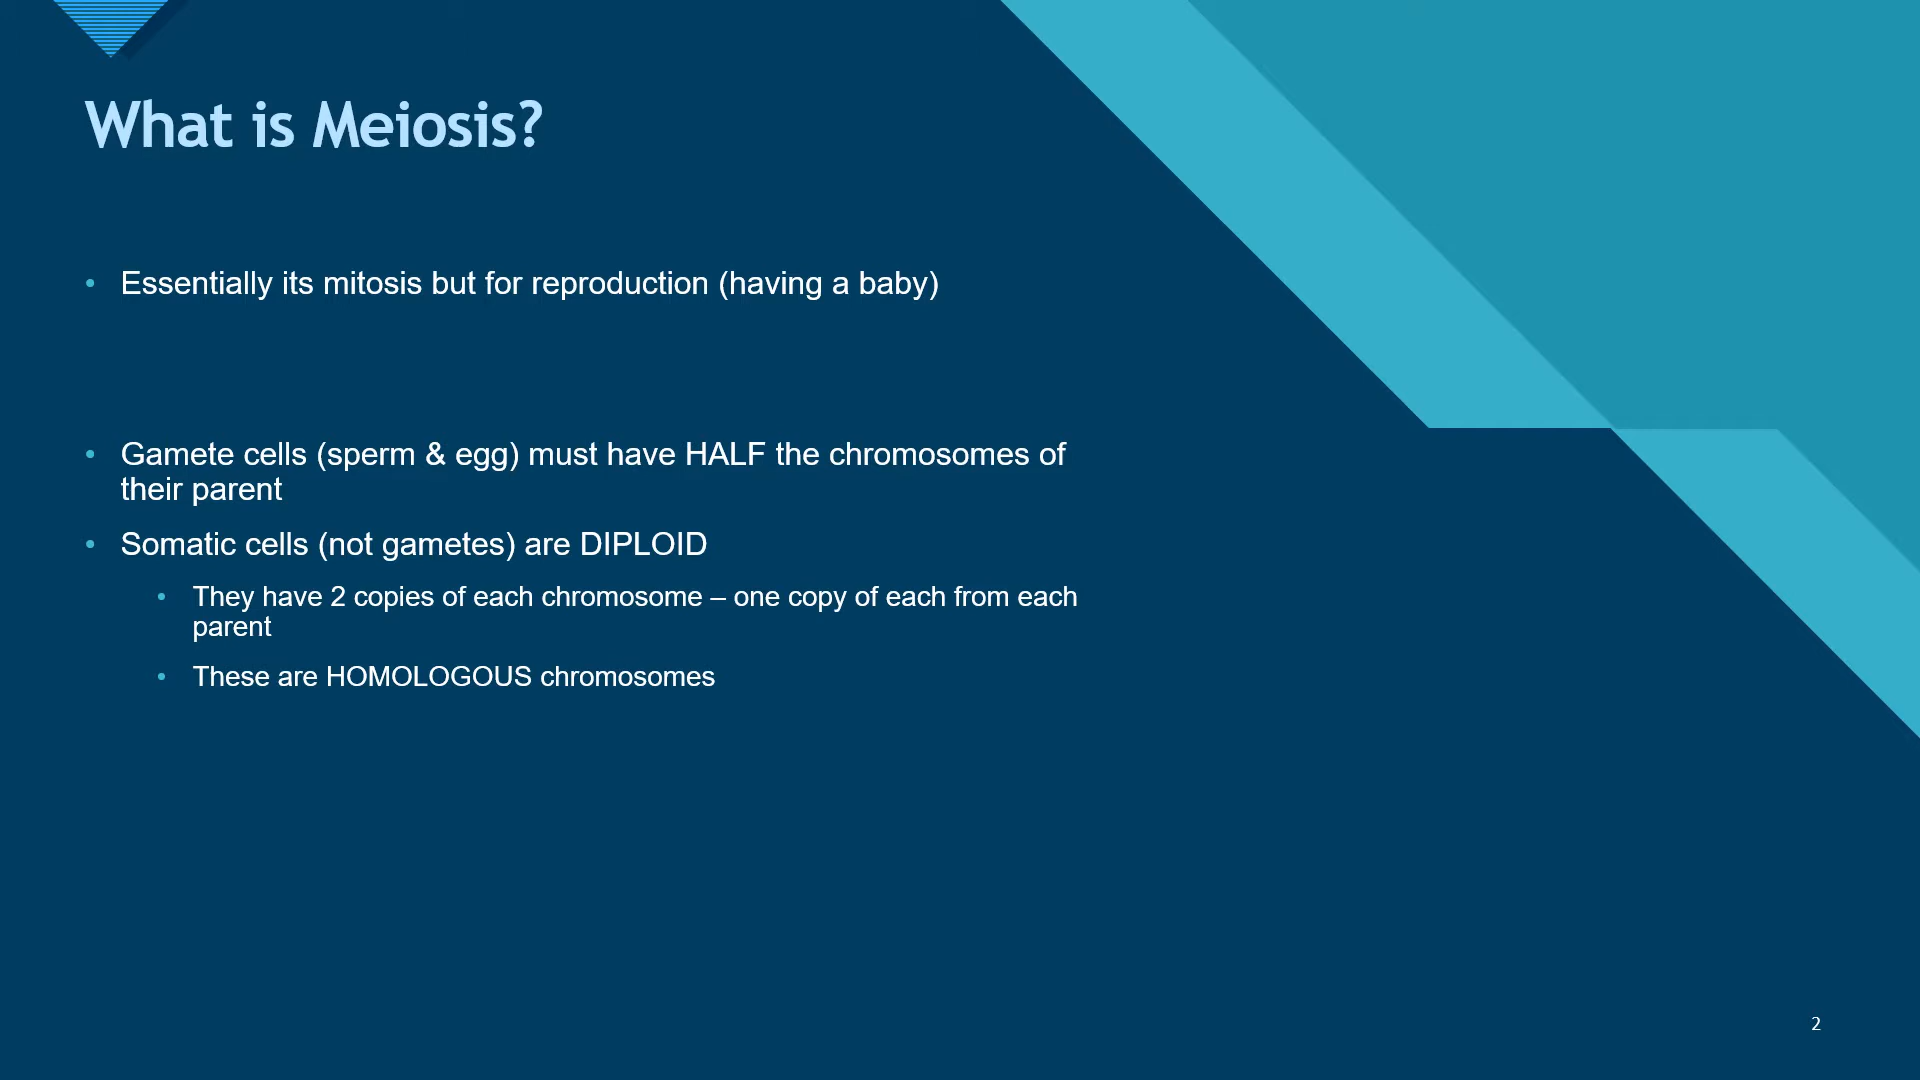 What is Meiosis?
• Essentially its mitosis but for reproduction (having a baby)
• Gamete cells (sperm & egg) must have HALF the chromosomes of
their parent
• Somatic cells (not gametes) are DIPLOID
• They have 2 copies of each chromosome – one copy of each from each
parent
• These are HOMOLOGOUS chromosomes
2